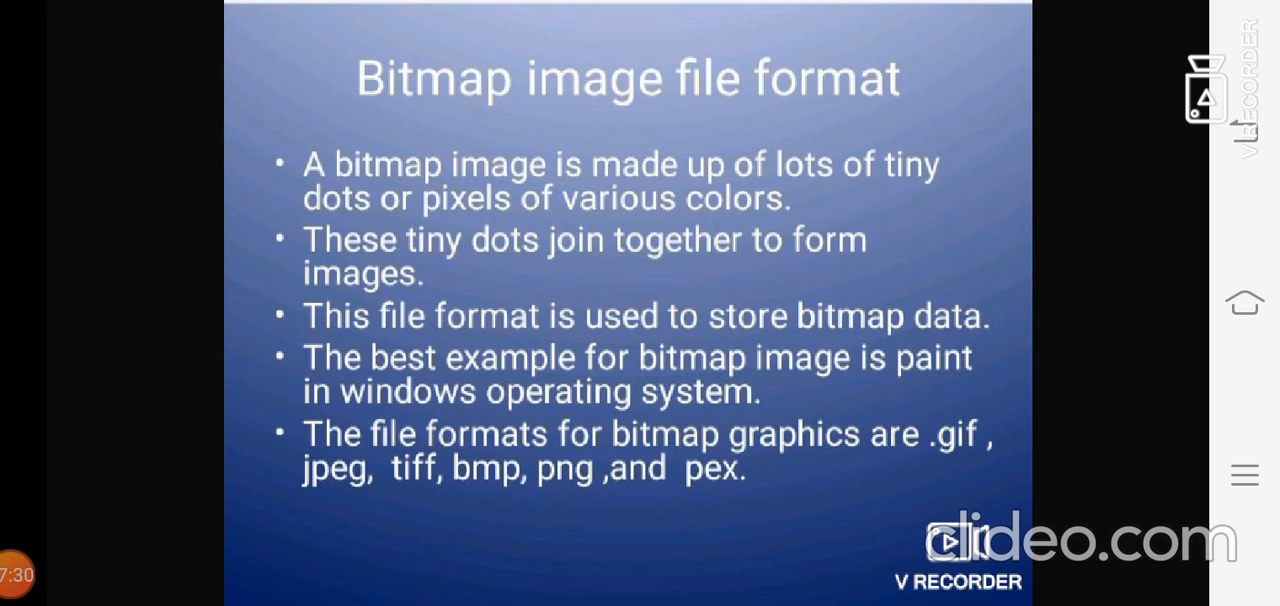 Bitmap image file format
• A bitmap image is made up of lots of tiny
dots or pixels of various colors.
• These tiny dots join together to form
images.
• This file format is used to store bitmap data.
• The best example for bitmap image is paint
in windows operating system.
• The file formats for bitmap graphics are .gif ,
jpeg,  tiff, bmp, png ,and  pex.
clideo.com
V RECORDER
V RECORDER
7:30